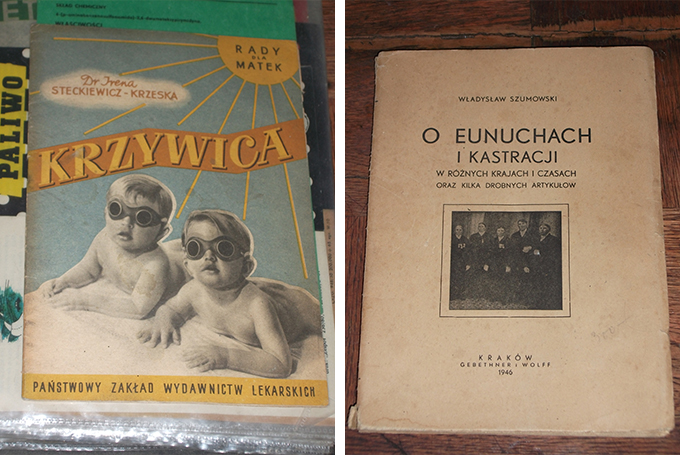 WŁAŚCIWOŚCI
PALIWO
RADY
DLA
MATEK
Dr Irena
STECKIEWICZ-KRZESKA
KRZYWICA
PAŃSTWOWY ZAKŁAD WYDAWNICTW LEKARSKICH
WŁADYSŁAW SZUMOWSKI
O EUNUCHACH
I KASTRACJI
W RÓŻNYCH KRAJACH I CZASACH
ORAZ KILKA DROBNYCH ARTYKUŁÓW
KRAKÓW
GEBETHNER i WOLFF
1946